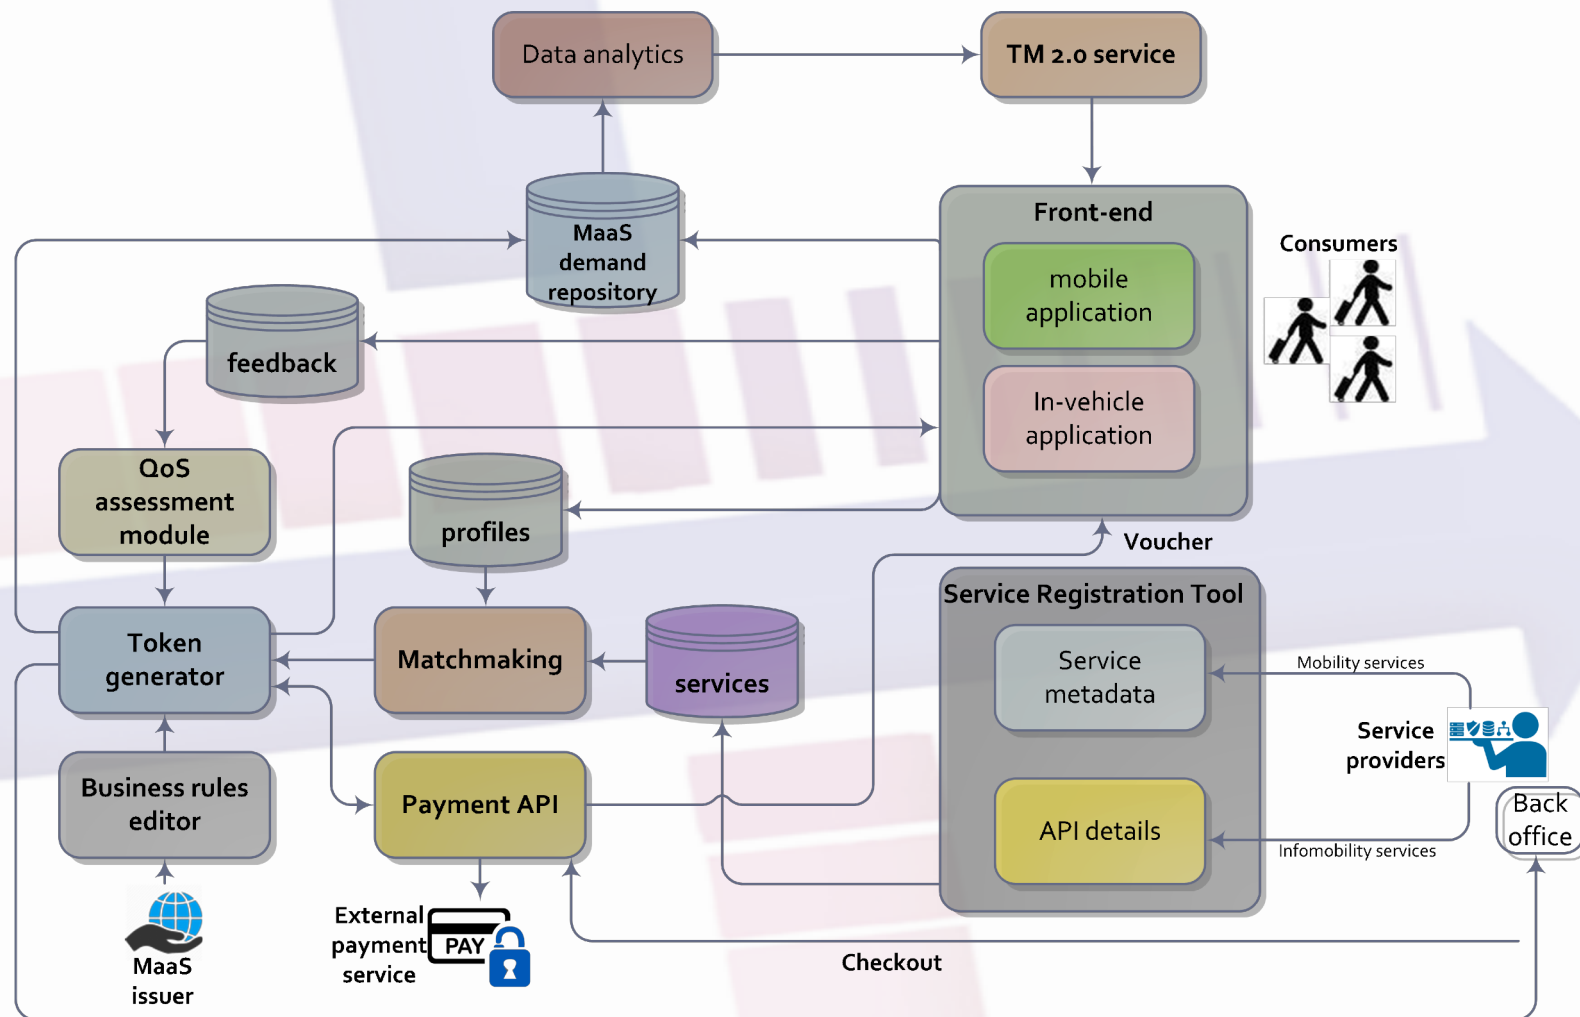 Data analytics
TM 2.0 service
Front-end
MaaS
demand
repository
Consumers
mobile
application
feedback
In-vehicle
application
QoS
assessment
module
profiles
Voucher
Service Registration Tool
Token
generator
Matchmaking
services
Service
metadata
Mobility services
Service
providers
Business rules
editor
Payment API
API details
Infomobility services
Back
office
External
payment
service
PAY
MaaS
issuer
Checkout